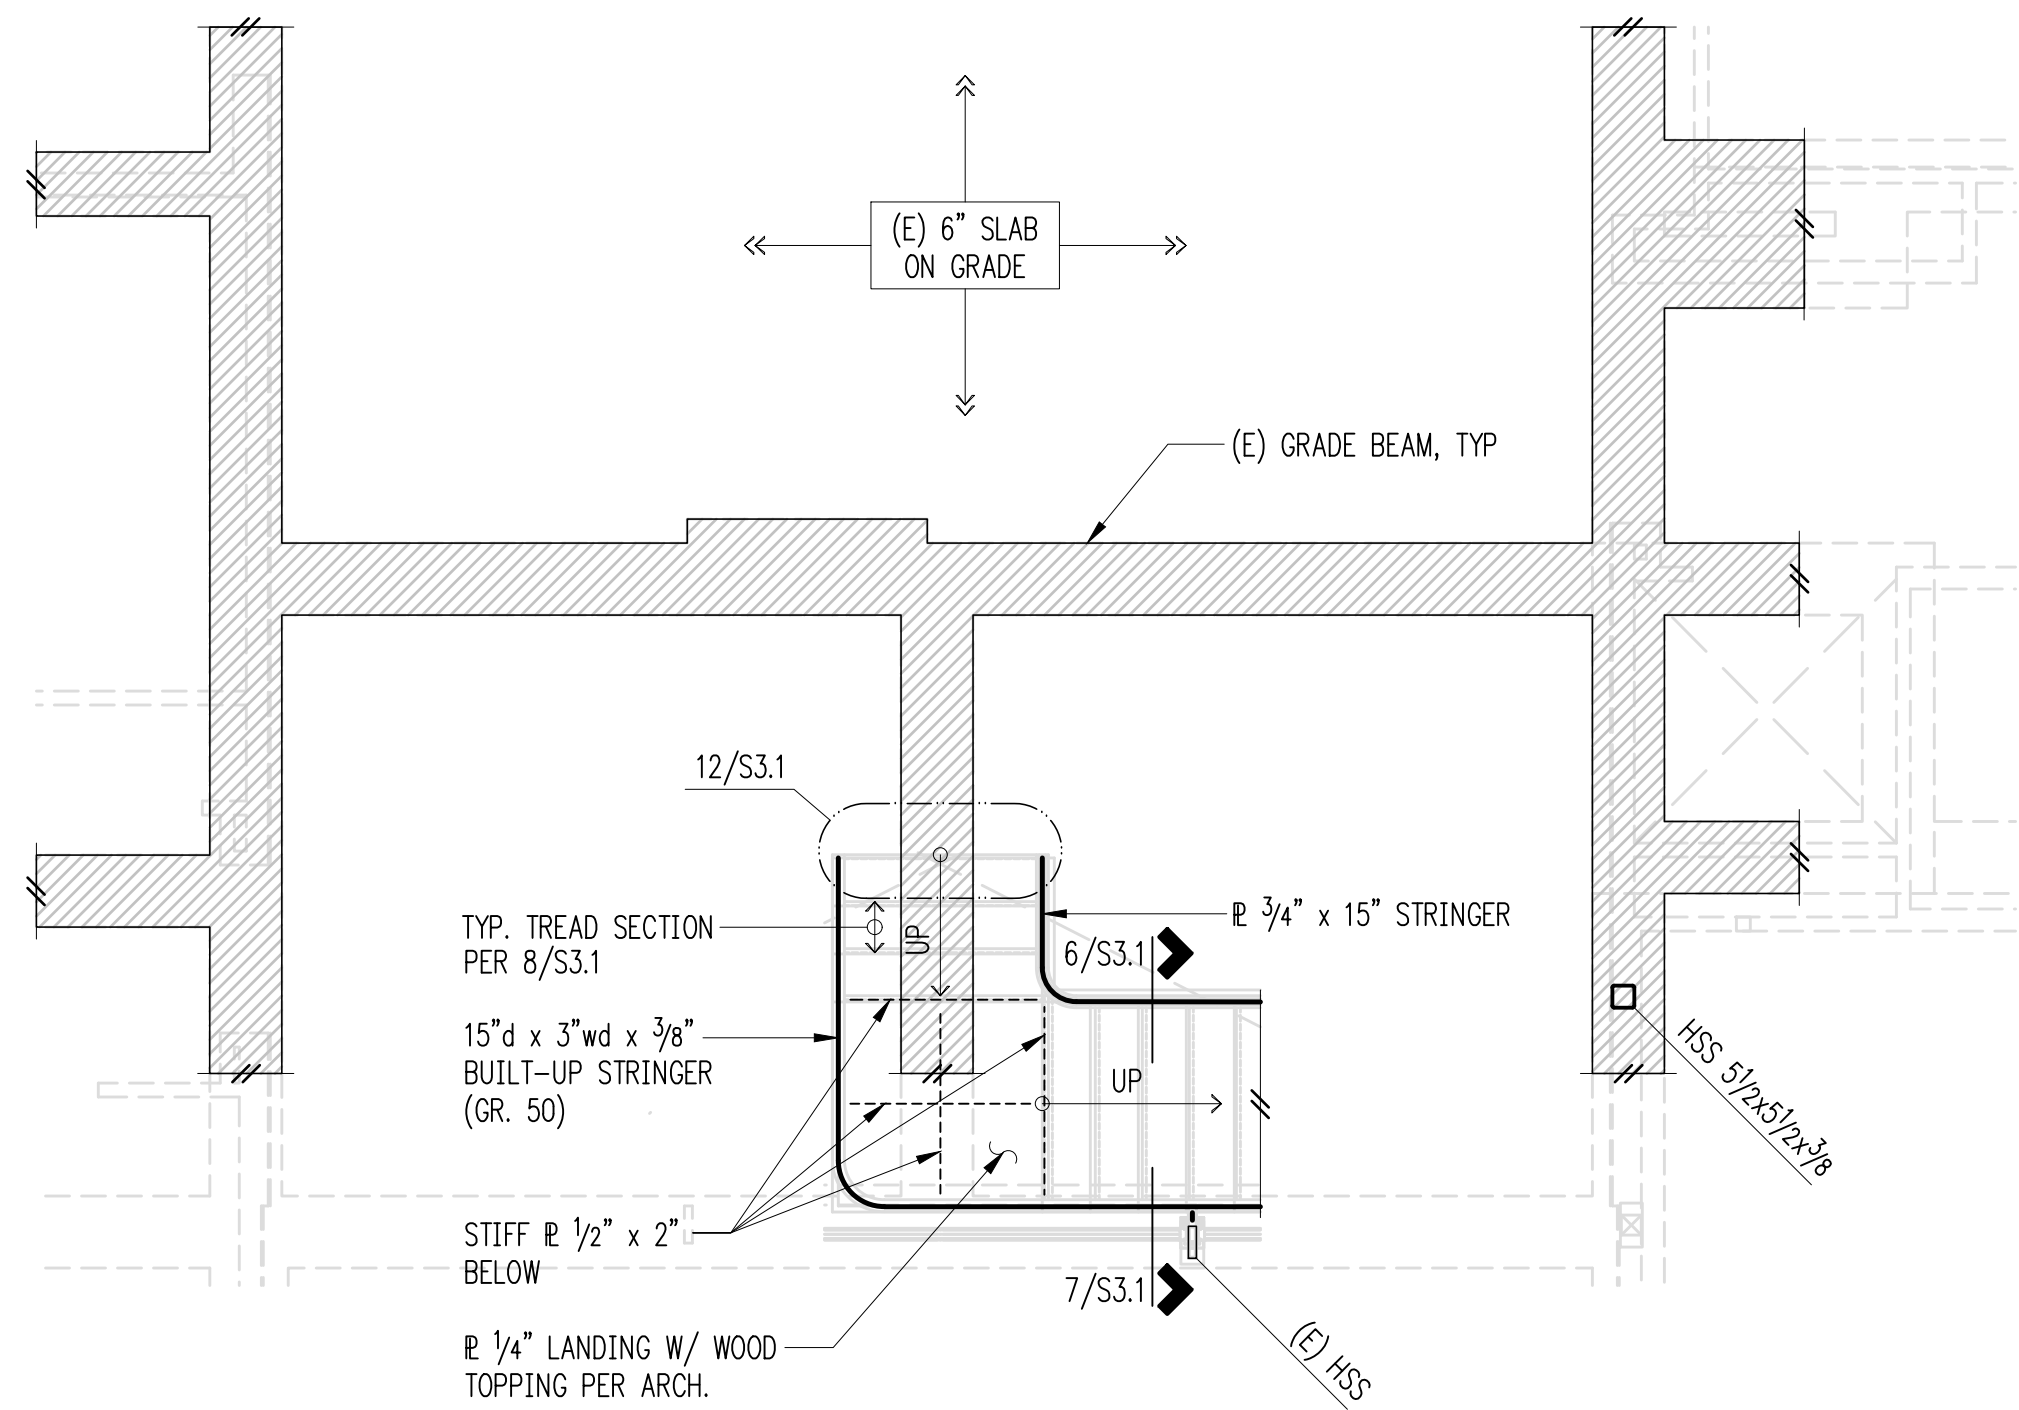 (E) 6" SLAB
ON GRADE
(E) GRADE BEAM, TYP
12/S3.1
TYP. TREAD SECTION
PER 8/S3.1
UP
℄ 3/4" x 15" STRINGER
6/S3.1
15"d x 3"wd x 3/8"
BUILT-UP STRINGER
(GR. 50)
UP
HSS 5 1/2x5 1/2x3/8
STIFF ℄ 1/2" x 2"
BELOW
7/S3.1
℄ 1/4" LANDING W/ WOOD
TOPPING PER ARCH.
(E) HSS